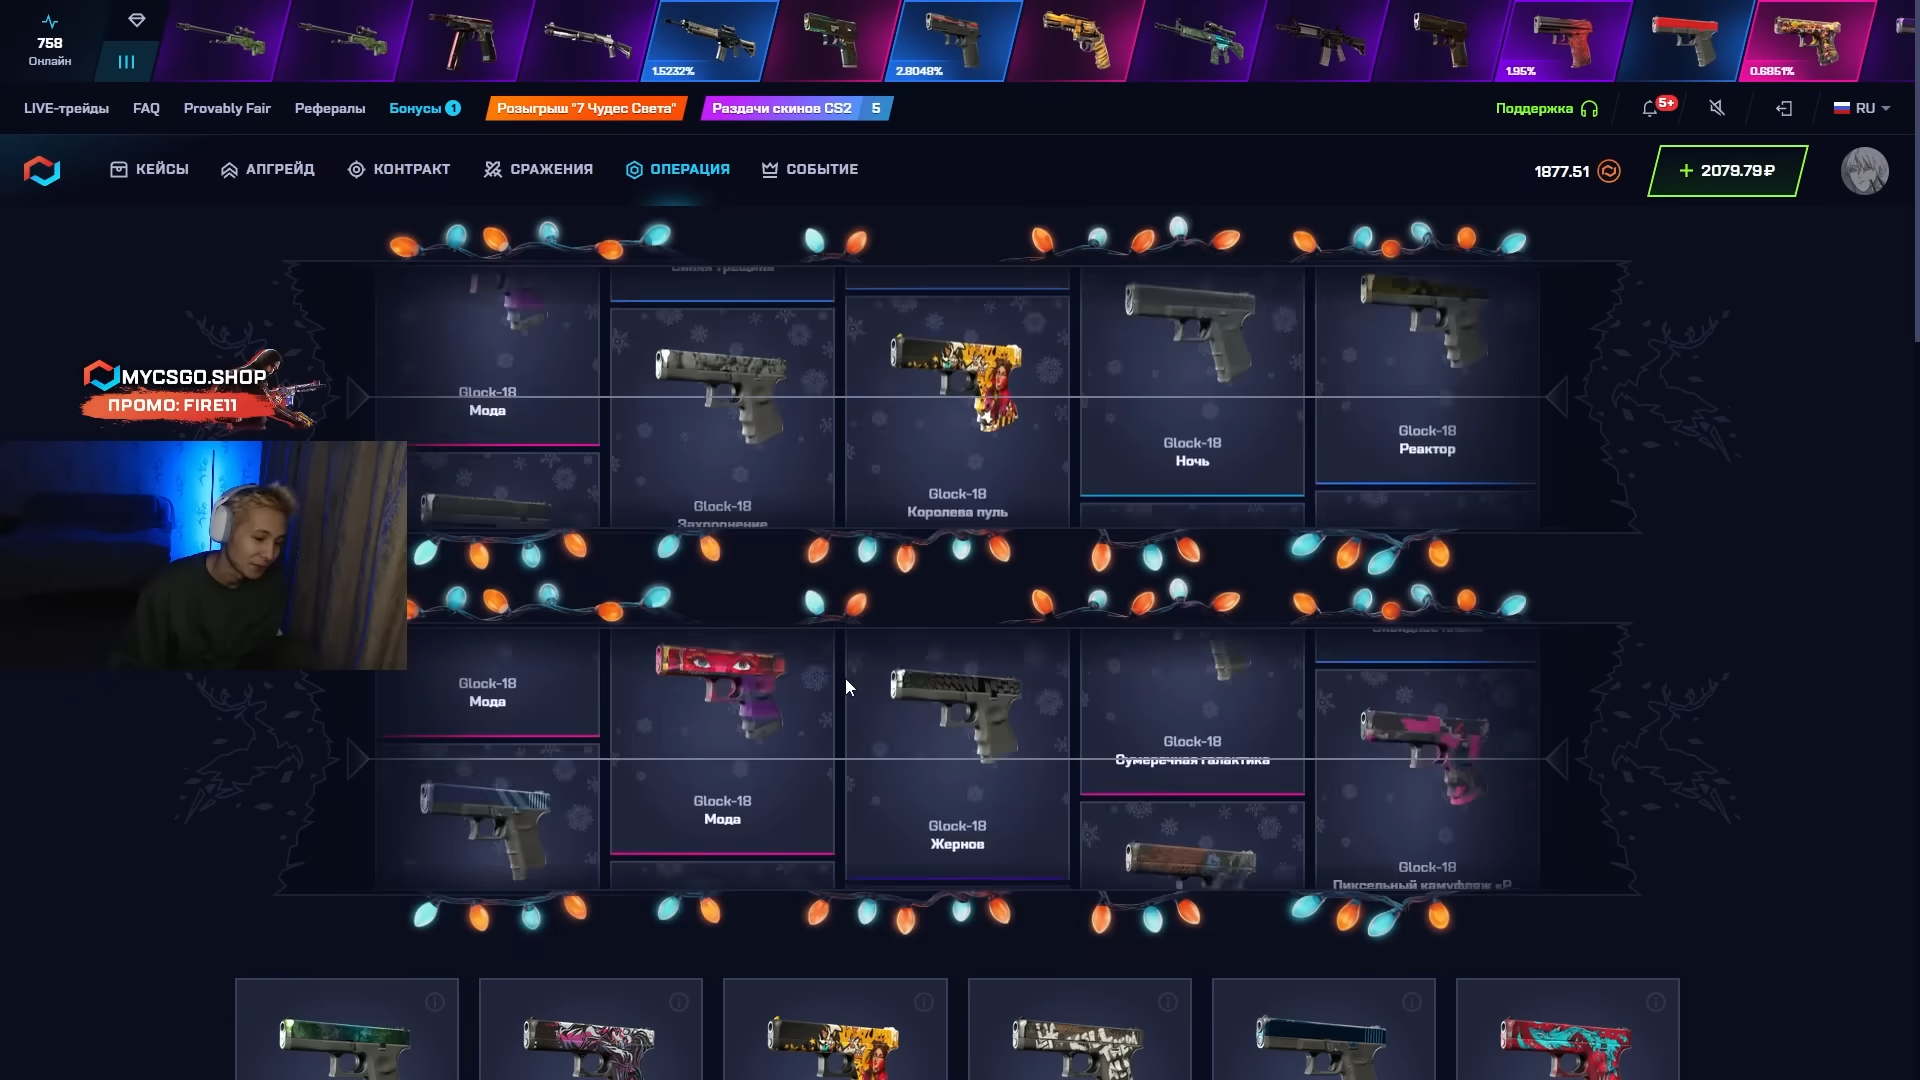 758
Онлайн
1.5232%
2.8048%
1.95%
0.6851%
LIVE-трейды
FAQ
Provably Fair
Рефералы
Бонусы 1
Розыгрыш "7 Чудес Света"
Раздачи скинов CS2 5
Поддержка
5+
RU
КЕЙСЫ
АПГРЕЙД
КОНТРАКТ
СРАЖЕНИЯ
ОПЕРАЦИЯ
СОБЫТИЕ
1877.51
+ 2079.79 ₽
MYCSGO.SHOP
ПРОМО: FIRE11
Glock-18
Мода
Glock-18
Захоронение
Glock-18
Королева пуль
Glock-18
Ночь
Glock-18
Реактор
Glock-18
Мода
Glock-18
Мода
Glock-18
Жернов
Glock-18
Сумеречная галактика
Glock-18
Пиксельный камуфляж «Р...